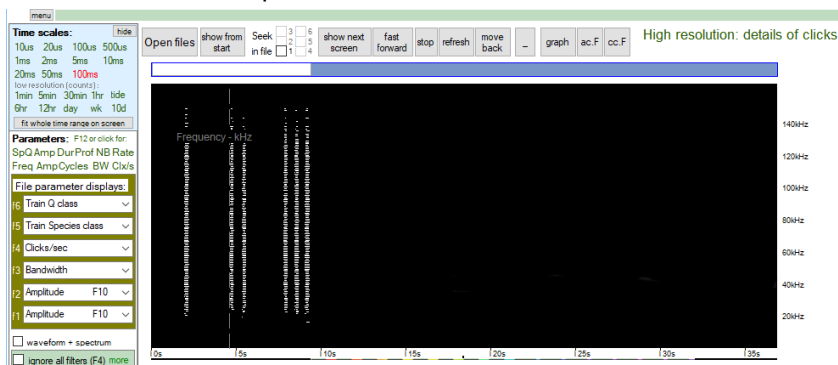 menu
Time scales: hide
10us 20us 100us 500us
1ms 2ms 5ms 10ms
20ms 50ms 100ms
low resolution (counts):
1min 5min 30min 1hr tide
6hr 12hr day wk 10d
fit whole time range on screen
Parameters: F12 or click for:
SpQ Amp Dur Prof NB Rate
Freq AmpCycles BW Clx/s
File parameter displays:
f6 Train Q class
f5 Train Species class
f4 Clicks/sec
f3 Bandwidth
f2 Amplitude F10
f1 Amplitude F10
waveform + spectrum
ignore all filters (F4) more
Open files
show from start
Seek in file
3 6
2 5
1 4
show next screen
fast forward
stop
refresh
move back
_
graph
ac.F
cc.F
High resolution: details of clicks
Frequency - kHz
140kHz
120kHz
100kHz
80kHz
60kHz
40kHz
20kHz
0s 5s 10s 15s 20s 25s 30s 35s